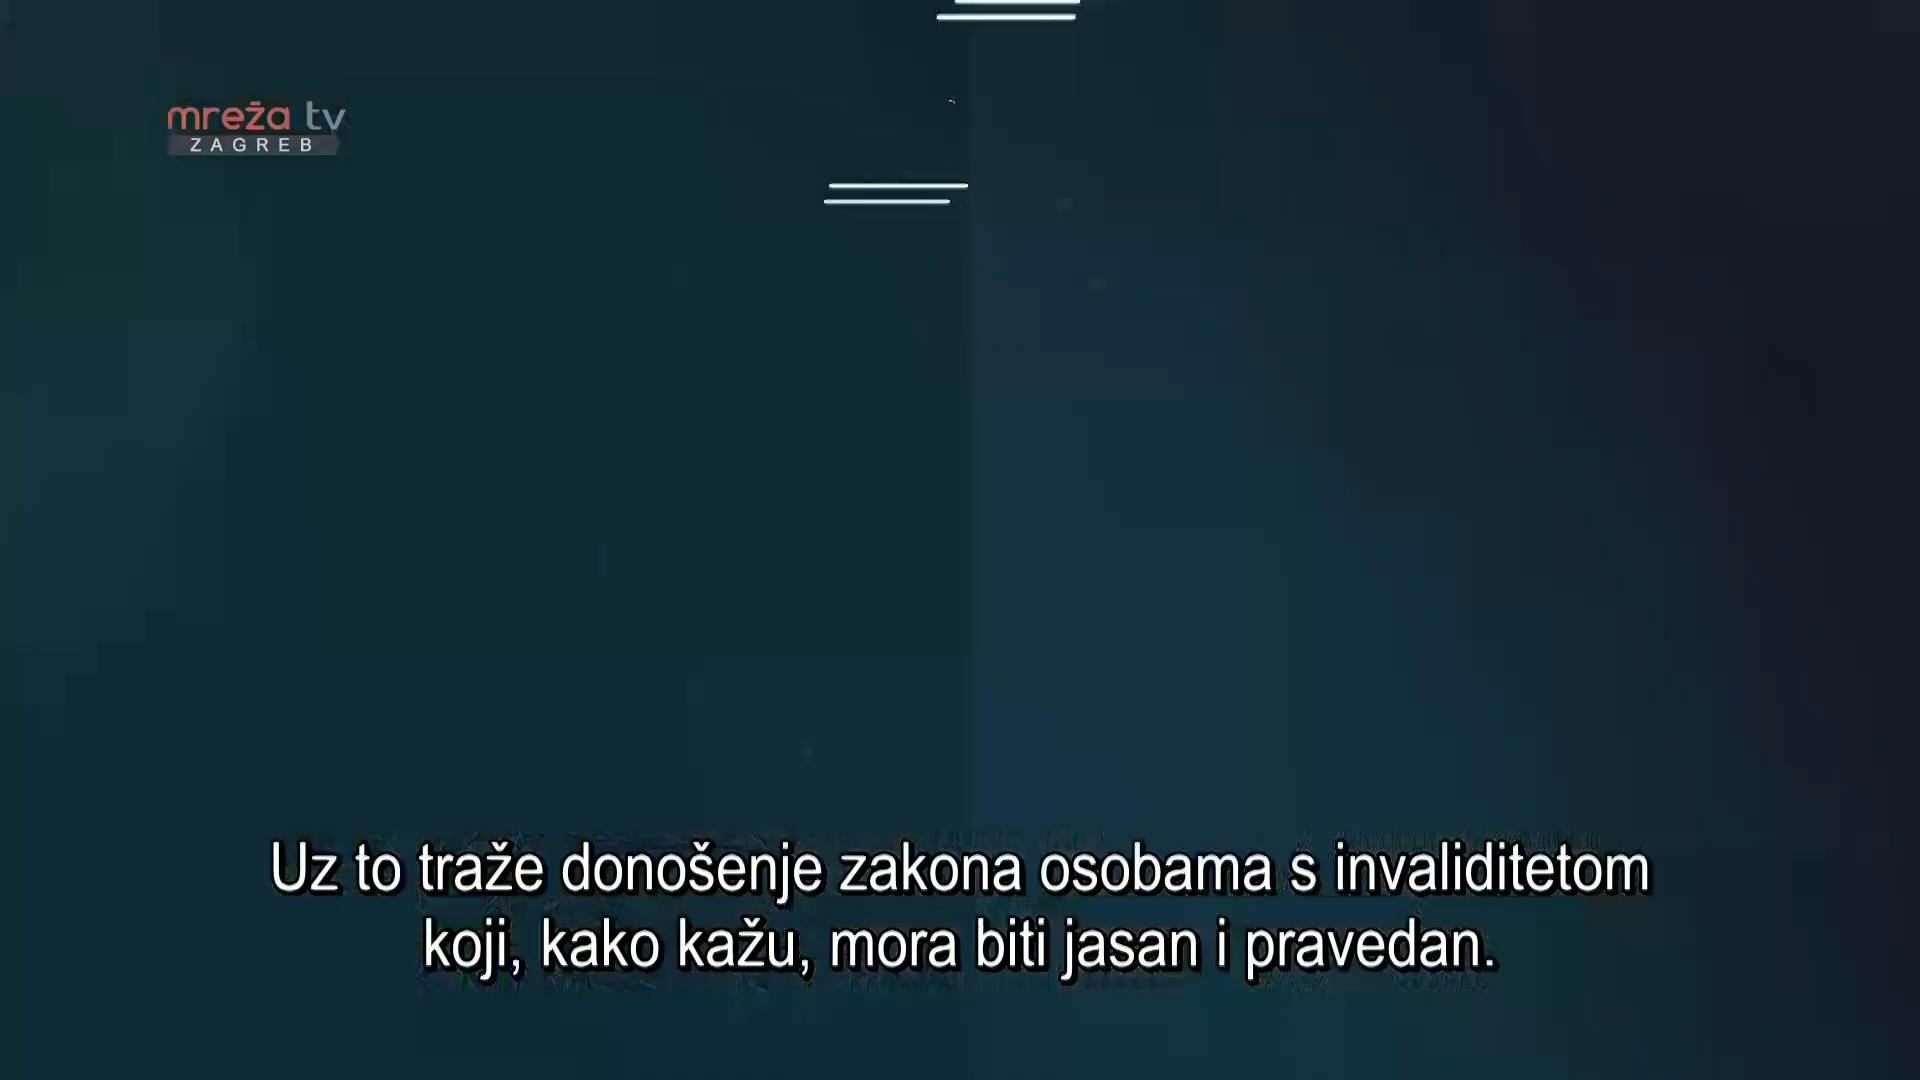 mreža tv
ZAGREB
Uz to traže donošenje zakona osobama s invaliditetom
koji, kako kažu, mora biti jasan i pravedan.